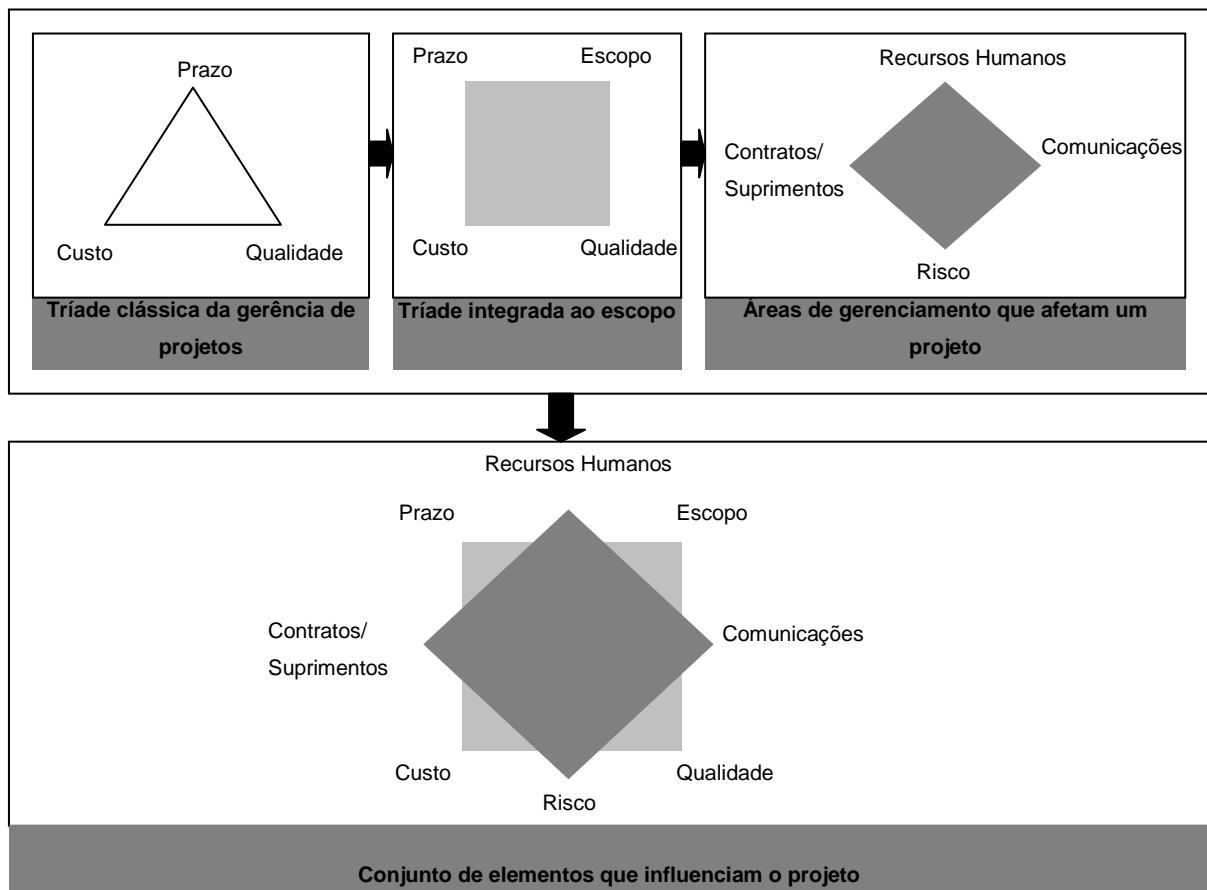 Prazo
Custo
Qualidade
Tríade clássica da gerência de
projetos
Prazo
Escopo
Custo
Qualidade
Tríade integrada ao escopo
Recursos Humanos
Contratos/
Suprimentos
Comunicações
Risco
Áreas de gerenciamento que afetam um
projeto
Recursos Humanos
Prazo
Escopo
Contratos/
Suprimentos
Comunicações
Custo
Qualidade
Risco
Conjunto de elementos que influenciam o projeto